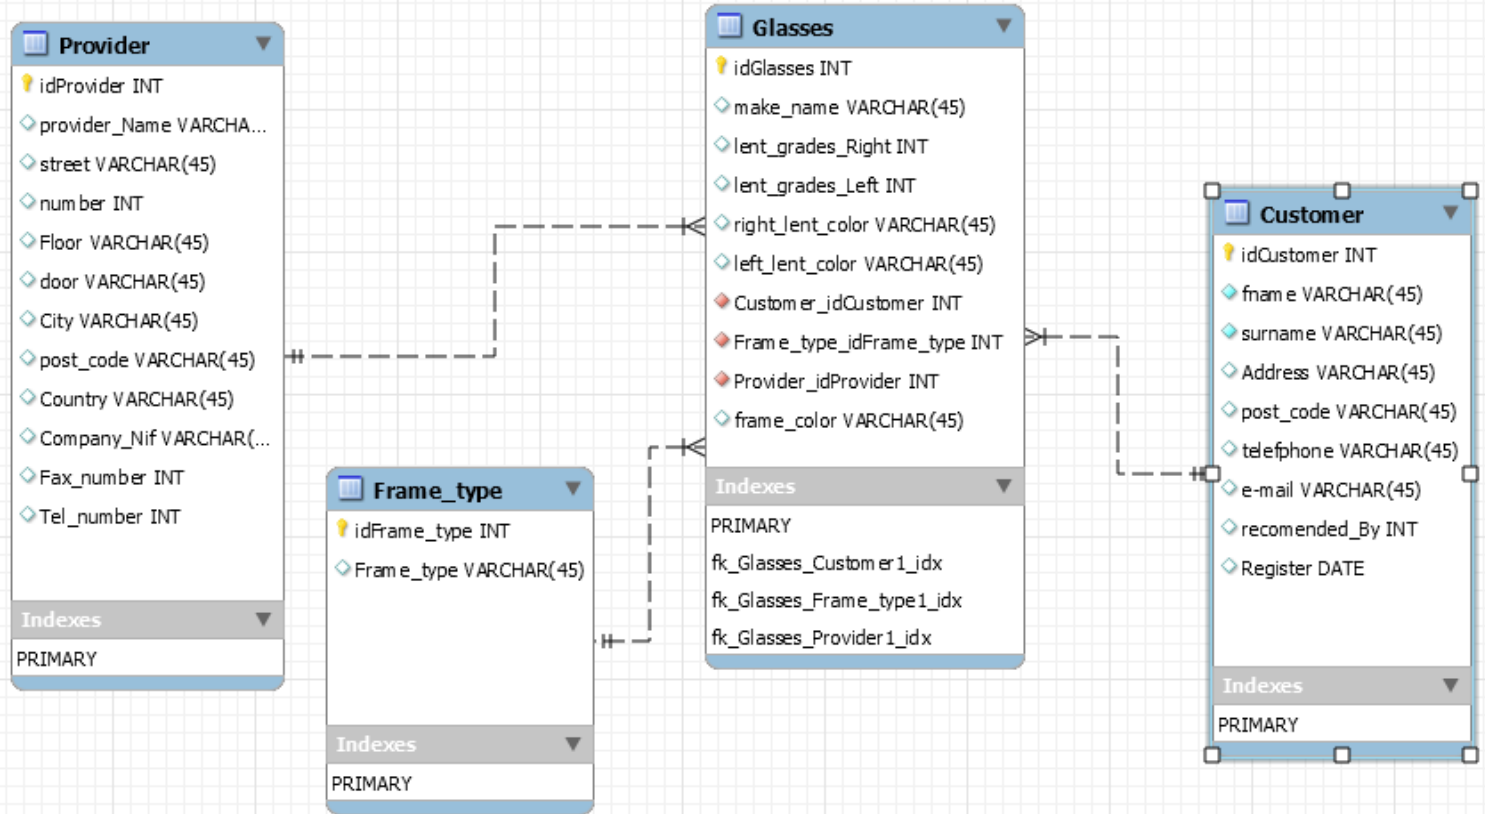 Provider
idProvider INT
provider_Name VARCHA...
street VARCHAR(45)
number INT
Floor VARCHAR(45)
door VARCHAR(45)
City VARCHAR(45)
post_code VARCHAR(45)
Country VARCHAR(45)
Company_Nif VARCHAR(...
Fax_number INT
Tel_number INT
Indexes
PRIMARY
Frame_type
idFrame_type INT
Frame_type VARCHAR(45)
Indexes
PRIMARY
Glasses
idGlasses INT
make_name VARCHAR(45)
lent_grades_Right INT
lent_grades_Left INT
right_lent_color VARCHAR(45)
left_lent_color VARCHAR(45)
Customer_idCustomer INT
Frame_type_idFrame_type INT
Provider_idProvider INT
frame_color VARCHAR(45)
Indexes
PRIMARY
fk_Glasses_Customer1_idx
fk_Glasses_Frame_type1_idx
fk_Glasses_Provider1_idx
Customer
idCustomer INT
fname VARCHAR(45)
surname VARCHAR(45)
Address VARCHAR(45)
post_code VARCHAR(45)
telefphone VARCHAR(45)
e-mail VARCHAR(45)
recomended_By INT
Register DATE
Indexes
PRIMARY